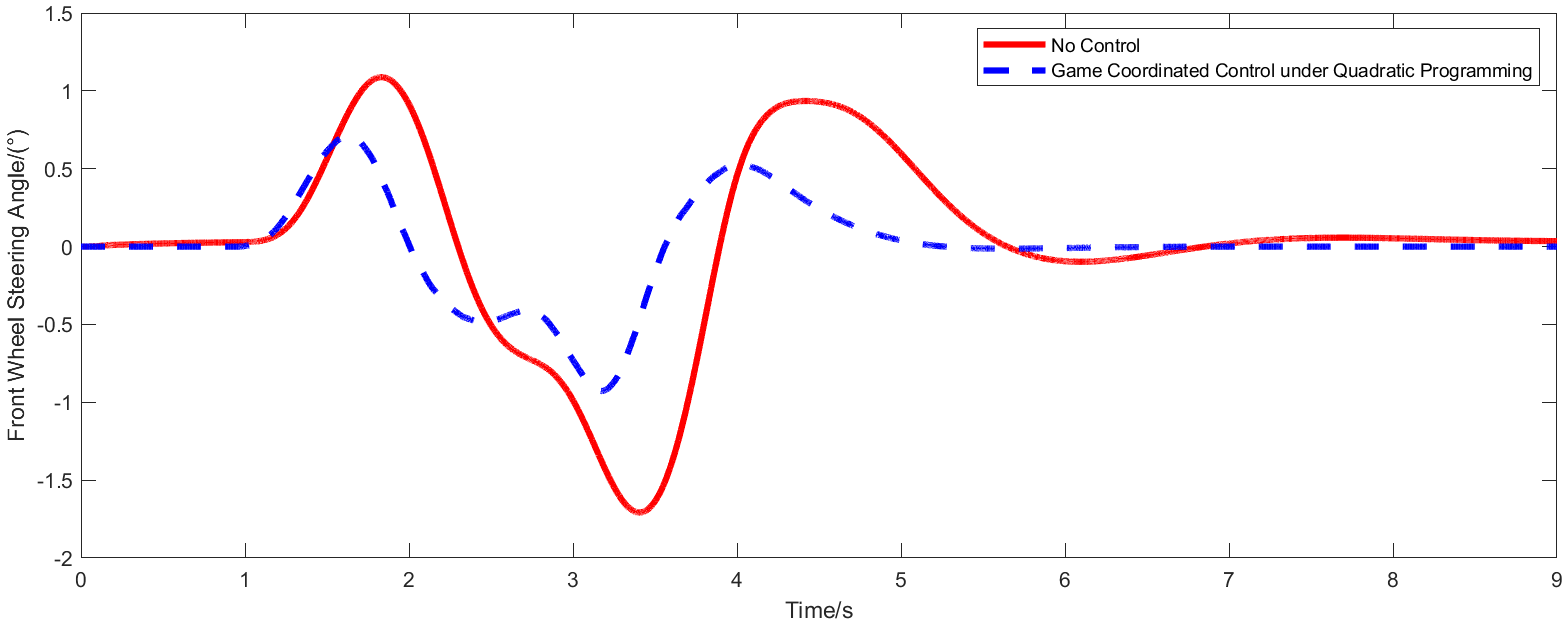 1.5
1
0.5
0
-0.5
-1
-1.5
-2
Front Wheel Steering Angle/(°)
No Control
Game Coordinated Control under Quadratic Programming
0 1 2 3 4 5 6 7 8 9
Time/s